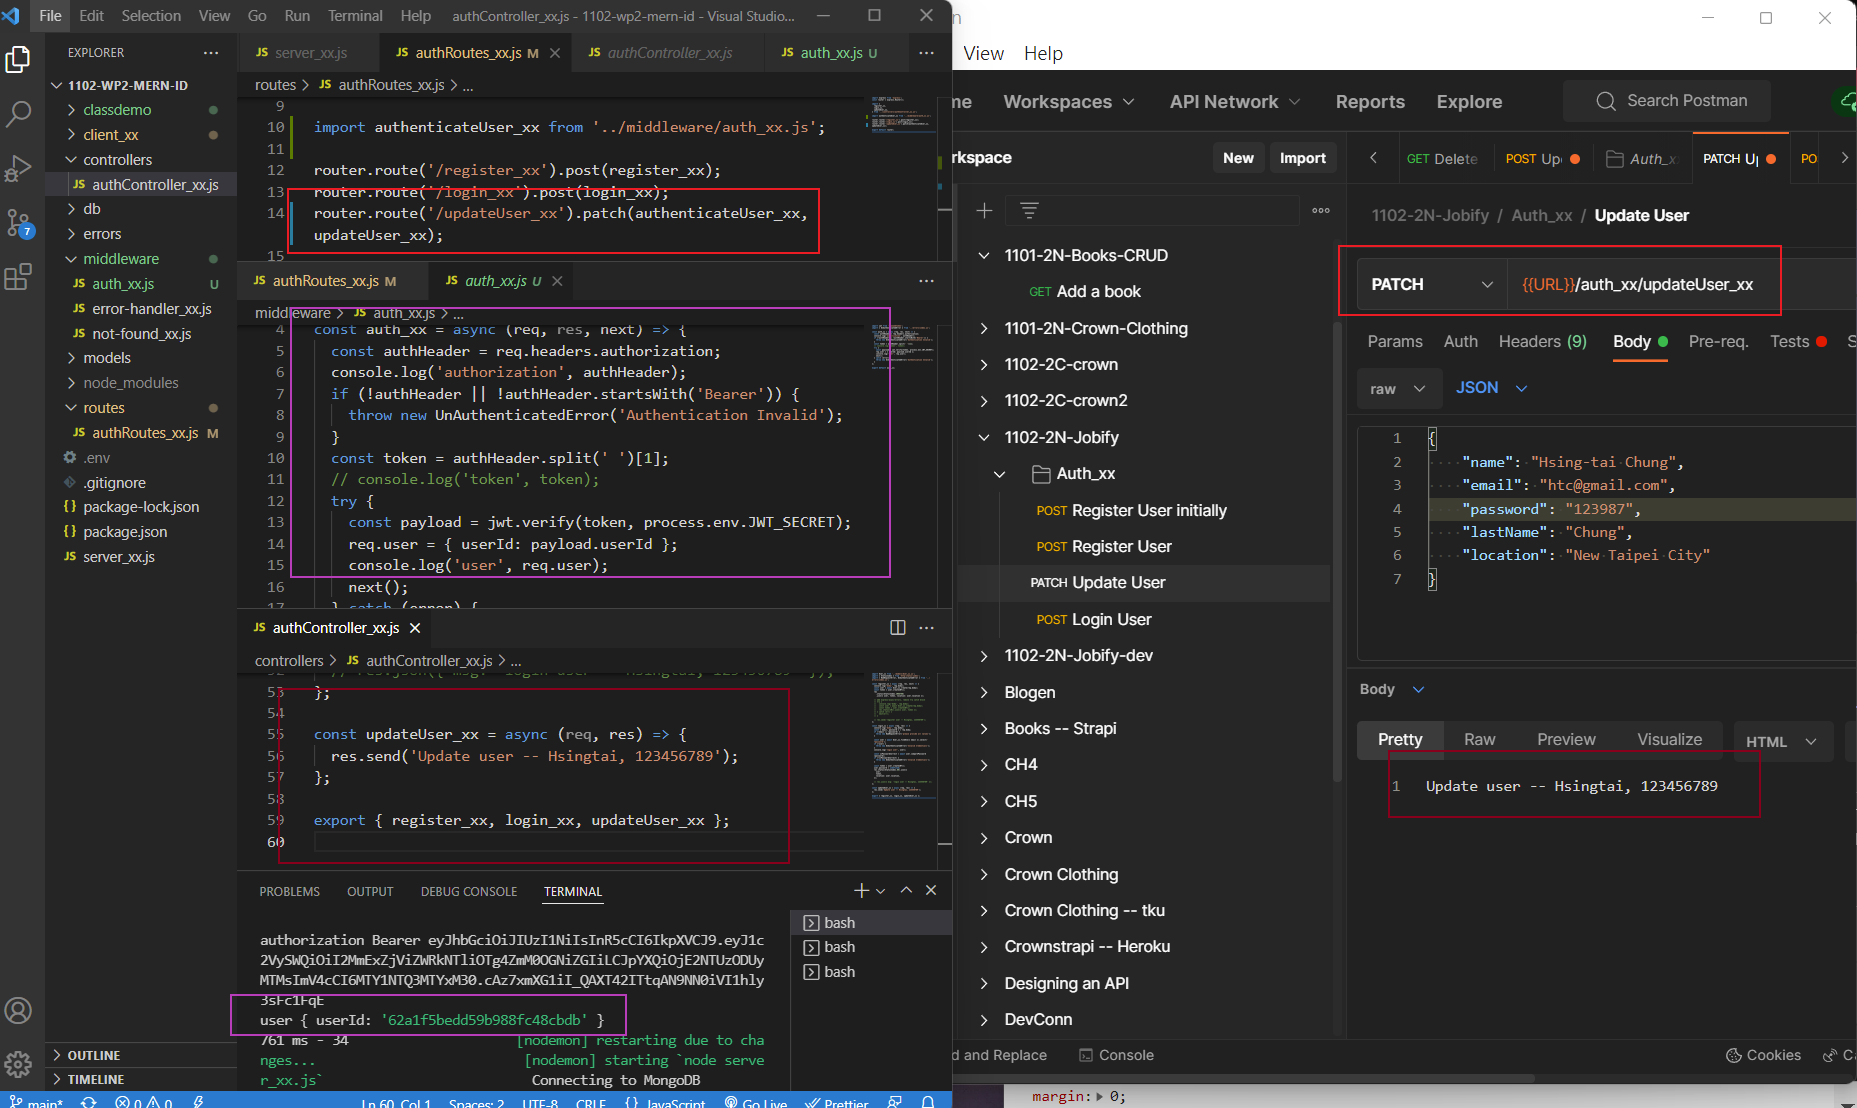 File Edit Selection View Go Run Terminal Help authController_xx.js - 1102-wp2-mern-id - Visual Studio...
EXPLORER
1102-WP2-MERN-ID
classdemo
client_xx
controllers
JS authController_xx.js
db
errors
middleware
JS auth_xx.js U
JS error-handler_xx.js
JS not-found_xx.js
models
node_modules
routes
JS authRoutes_xx.js M
.env
.gitignore
{} package-lock.json
{} package.json
JS server_xx.js
OUTLINE
TIMELINE
7
JS server_xx.js JS authRoutes_xx.js M JS authController_xx.js JS auth_xx.js U
routes > JS authRoutes_xx.js > ...
9
10 import authenticateUser_xx from '../middleware/auth_xx.js';
11
12 router.route('/register_xx').post(register_xx);
13 router.route('/login_xx').post(login_xx);
14 router.route('/updateUser_xx').patch(authenticateUser_xx,
updateUser_xx);
15
JS authRoutes_xx.js M JS auth_xx.js U
middleware > JS auth_xx.js > ...
4 const auth_xx = async (req, res, next) => {
5 const authHeader = req.headers.authorization;
6 console.log('authorization', authHeader);
7 if (!authHeader || !authHeader.startsWith('Bearer')) {
8 throw new UnAuthenticatedError('Authentication Invalid');
9 }
10 const token = authHeader.split(' ')[1];
11 // console.log('token', token);
12 try {
13 const payload = jwt.verify(token, process.env.JWT_SECRET);
14 req.user = { userId: payload.userId };
15 console.log('user', req.user);
16 next();
17 } catch (error) {
JS authController_xx.js
controllers > JS authController_xx.js > ...
53 };
54
55 const updateUser_xx = async (req, res) => {
56 res.send('Update user -- Hsingtai, 123456789');
57 };
58
59 export { register_xx, login_xx, updateUser_xx };
60
PROBLEMS OUTPUT DEBUG CONSOLE TERMINAL
bash
bash
bash
authorization Bearer eyJhbGciOiJIUzI1NiIsInR5cCI6IkpXVCJ9.eyJ1c
2VySWQiOiI2MmExZjViZWRkNTliOTg4ZmM0OGNiZGIiLCJpYXQiOjE2NTUzODUy
MTMsImV4cCI6MTY1NTQ3MTYxM30.cAz7xmXG1iI_QAXT42ITtqAN9NN0iVI1hly
3sFc1FqE
user { userId: '62a1f5bedd59b988fc48cbdb' }
761 ms - 34 [nodemon] restarting due to cha
nges... [nodemon] starting `node serve
r_xx.js` Connecting to MongoDB
main* 0 0 Ln 60, Col 1 Spaces: 2 UTF-8 CRLF {} JavaScript Go Live Prettier
View Help
Workspaces API Network Reports Explore Search Postman
New Import
GET Delete POST Up PATCH Up PO
1101-2N-Books-CRUD
GET Add a book
1101-2N-Crown-Clothing
1102-2C-crown
1102-2C-crown2
1102-2N-Jobify
Auth_xx
POST Register User initially
POST Register User
PATCH Update User
POST Login User
1102-2N-Jobify-dev
Blogen
Books -- Strapi
CH4
CH5
Crown
Crown Clothing
Crown Clothing -- tku
Crownstrapi -- Heroku
Designing an API
DevConn
1102-2N-Jobify / Auth_xx / Update User
PATCH {{URL}}/auth_xx/updateUser_xx
Params Auth Headers (9) Body Pre-req. Tests S
raw JSON
1 {
2 "name": "Hsing-tai Chung",
3 "email": "htc@gmail.com",
4 "password": "123987",
5 "lastName": "Chung",
6 "location": "New Taipei City"
7 }
Body
Pretty Raw Preview Visualize HTML
1 Update user -- Hsingtai, 123456789
and Replace Console Cookies
margin: 0;